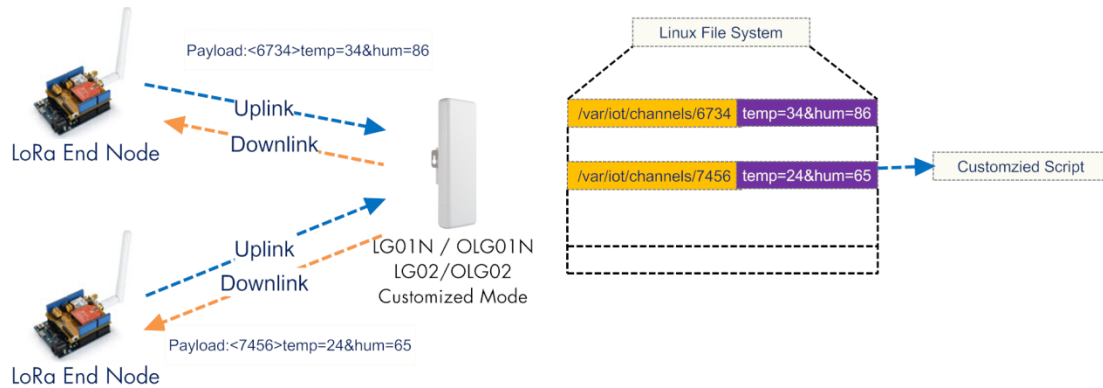 Payload:<6734>temp=34&hum=86
Uplink
Downlink
LoRa End Node
LG01N / OLG01N
LG02/OLG02
Customized Mode
Uplink
Downlink
Payload:<7456>temp=24&hum=65
LoRa End Node
Linux File System
/var/iot/channels/6734 temp=34&hum=86
/var/iot/channels/7456 temp=24&hum=65
Customzied Script